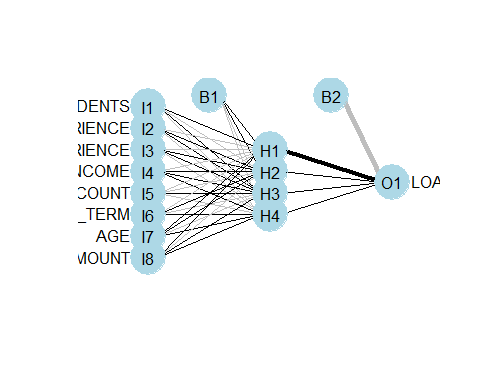 DENTS I1 B1 B2
RIENCE I2
RIENCE I3 H1
NCOME I4 H2 O1 LOA
COUNT I5 H3
_TERM I6 H4
AGE I7
MOUNT I8